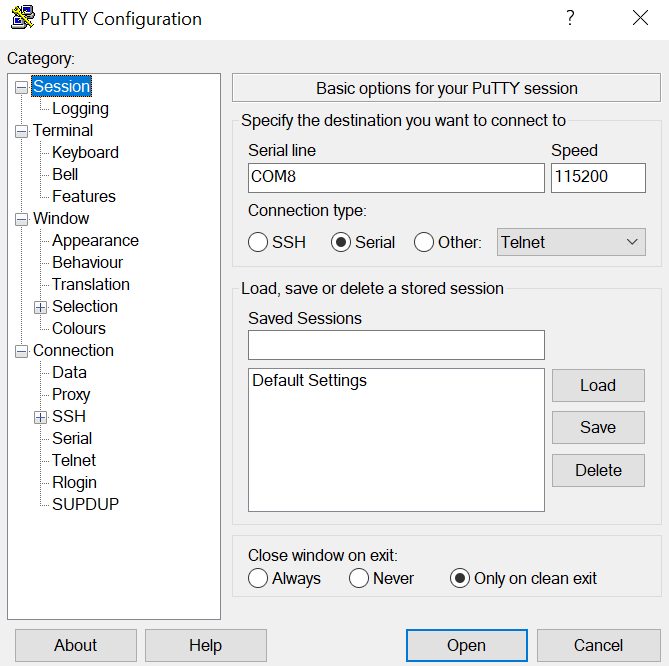 PuTTY Configuration
?
Category:
Session
Logging
Terminal
Keyboard
Bell
Features
Window
Appearance
Behaviour
Translation
Selection
Colours
Connection
Data
Proxy
SSH
Serial
Telnet
Rlogin
SUPDUP
Basic options for your PuTTY session
Specify the destination you want to connect to
Serial line Speed
COM8 115200
Connection type:
SSH Serial Other: Telnet
Load, save or delete a stored session
Saved Sessions
Default Settings
Load
Save
Delete
Close window on exit:
Always Never Only on clean exit
About Help Open Cancel